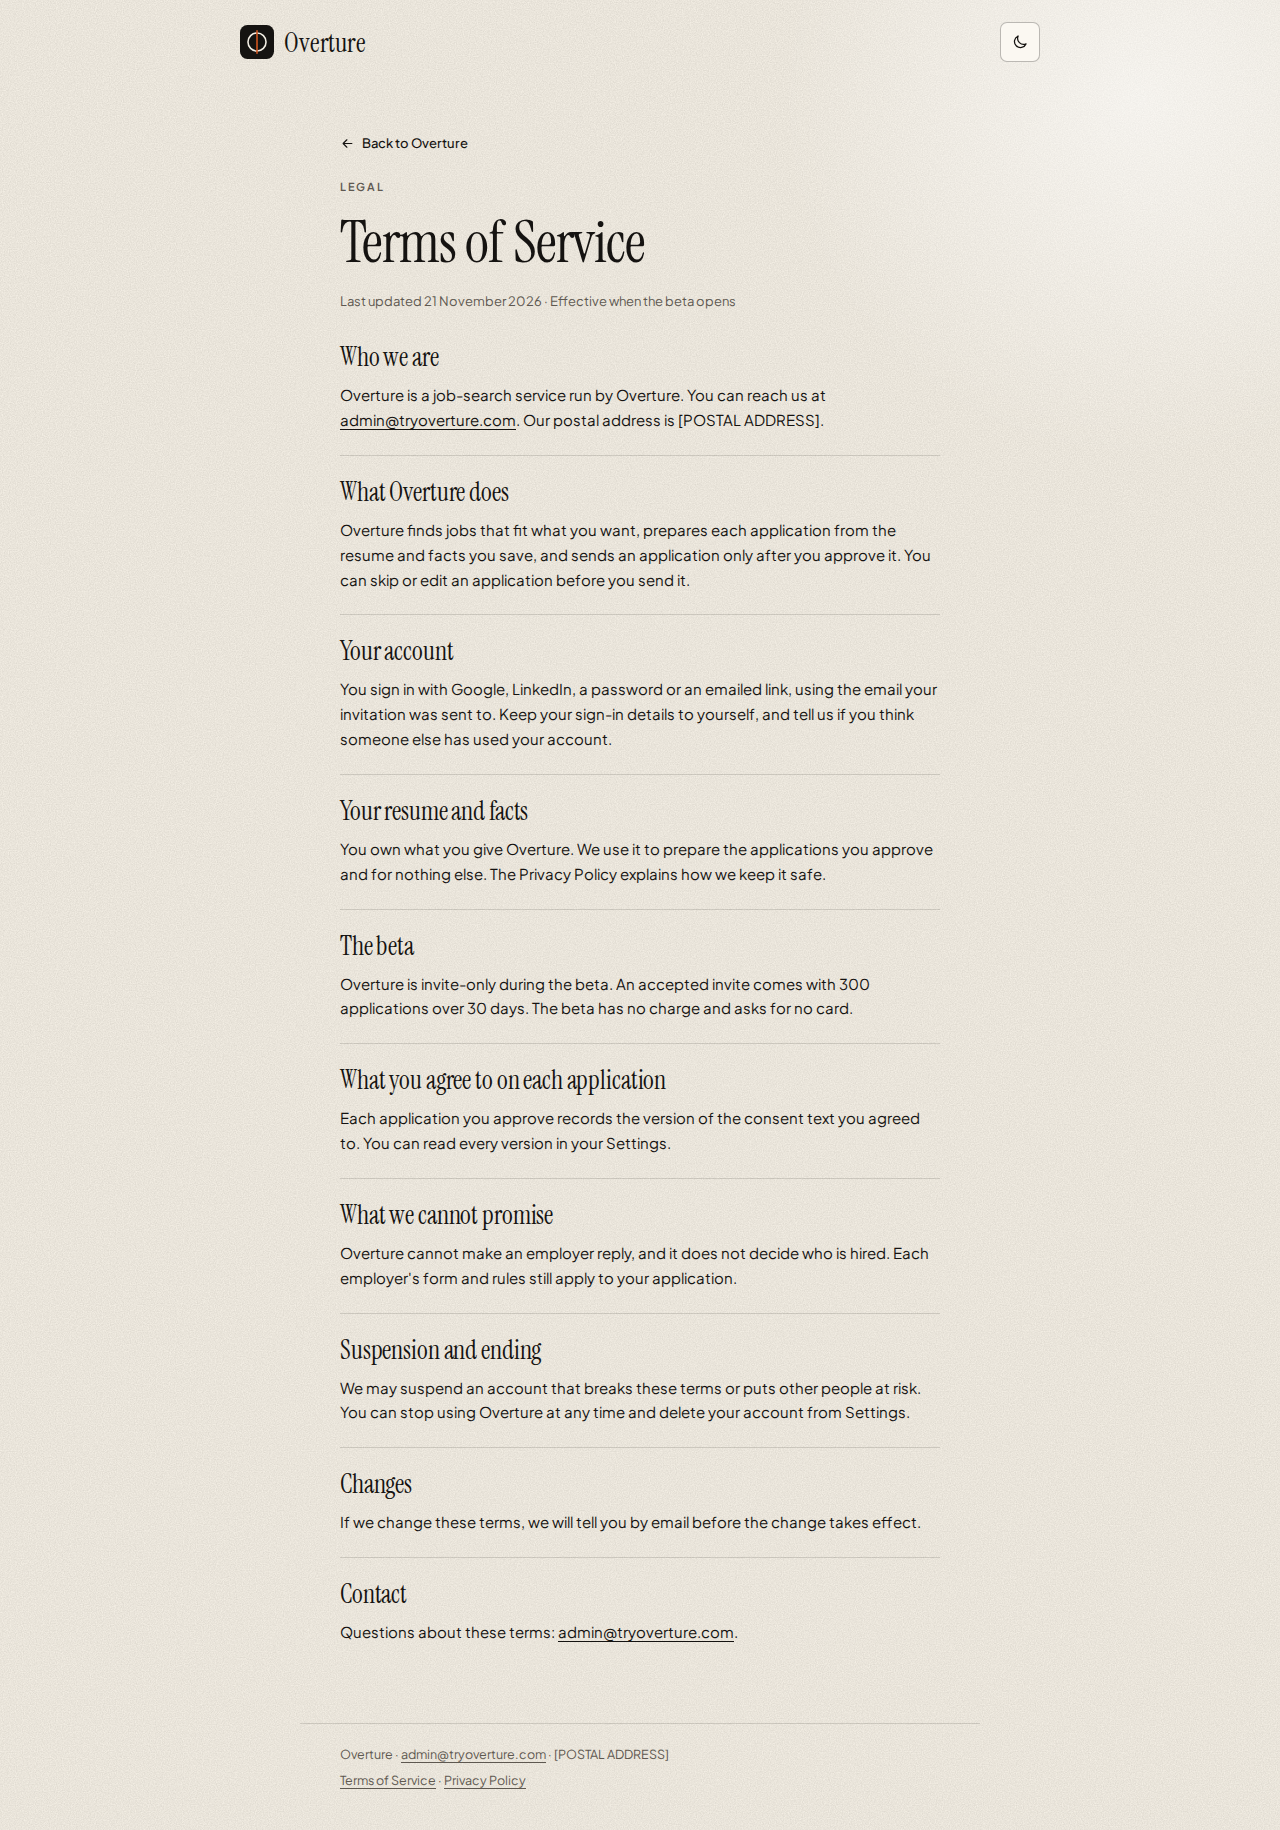 Overture
Back to Overture
LEGAL
Terms of Service
Last updated 21 November 2026 · Effective when the beta opens
Who we are
Overture is a job-search service run by Overture. You can reach us at
admin@tryoverture.com. Our postal address is [POSTAL ADDRESS].
What Overture does
Overture finds jobs that fit what you want, prepares each application from the
resume and facts you save, and sends an application only after you approve it. You
can skip or edit an application before you send it.
Your account
You sign in with Google, LinkedIn, a password or an emailed link, using the email your
invitation was sent to. Keep your sign-in details to yourself, and tell us if you think
someone else has used your account.
Your resume and facts
You own what you give Overture. We use it to prepare the applications you approve
and for nothing else. The Privacy Policy explains how we keep it safe.
The beta
Overture is invite-only during the beta. An accepted invite comes with 300
applications over 30 days. The beta has no charge and asks for no card.
What you agree to on each application
Each application you approve records the version of the consent text you agreed
to. You can read every version in your Settings.
What we cannot promise
Overture cannot make an employer reply, and it does not decide who is hired. Each
employer's form and rules still apply to your application.
Suspension and ending
We may suspend an account that breaks these terms or puts other people at risk.
You can stop using Overture at any time and delete your account from Settings.
Changes
If we change these terms, we will tell you by email before the change takes effect.
Contact
Questions about these terms: admin@tryoverture.com.
Overture · admin@tryoverture.com · [POSTAL ADDRESS]
Terms of Service · Privacy Policy